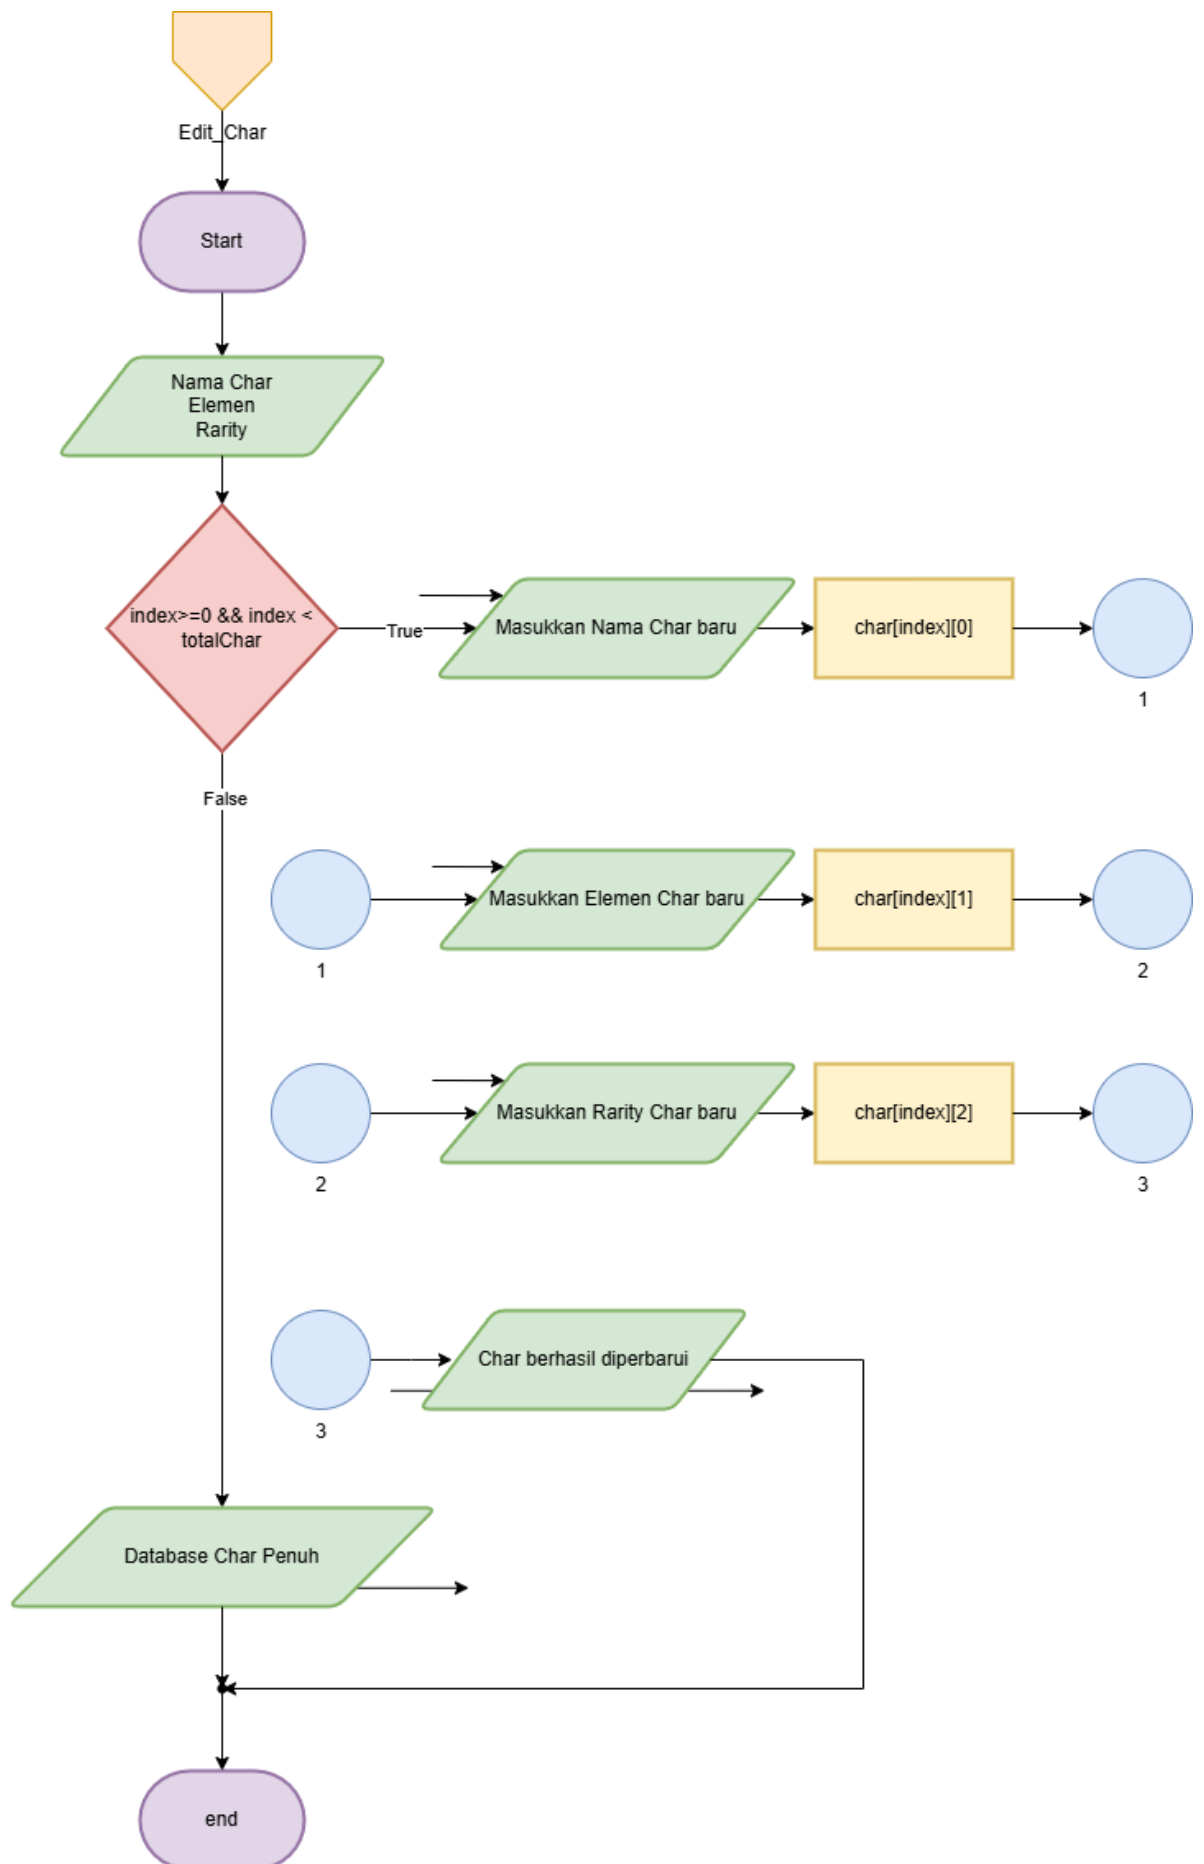 Edit_Char
Start
Nama Char
Elemen
Rarity
index>=0 && index <
totalChar
True
Masukkan Nama Char baru
char[index][0]
1
False
1
Masukkan Elemen Char baru
char[index][1]
2
2
Masukkan Rarity Char baru
char[index][2]
3
3
Char berhasil diperbarui
Database Char Penuh
end